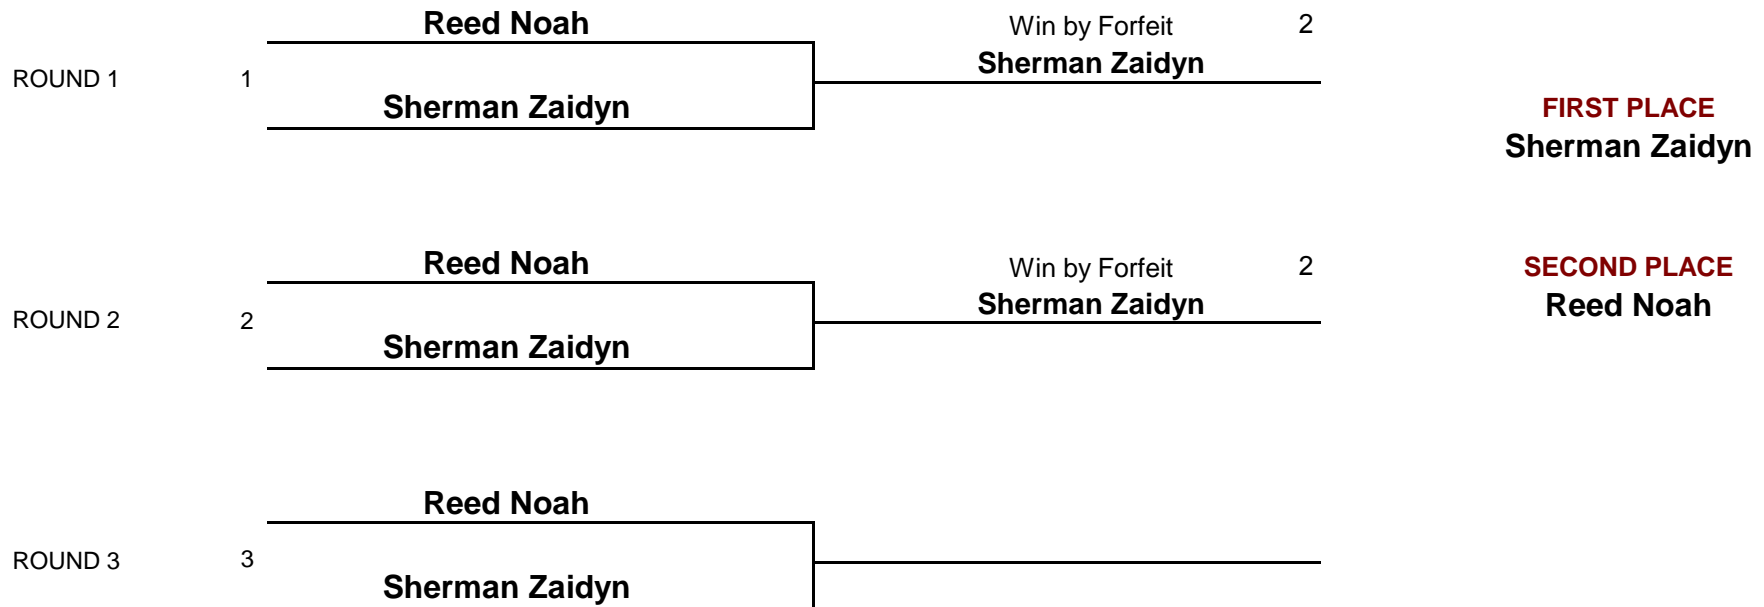 Reed Noah
Win by Forfeit 2
Sherman Zaidyn
ROUND 1 1
Sherman Zaidyn
FIRST PLACE
Sherman Zaidyn
Reed Noah
Win by Forfeit 2
SECOND PLACE
Sherman Zaidyn
Reed Noah
ROUND 2 2
Sherman Zaidyn
Reed Noah
ROUND 3 3
Sherman Zaidyn